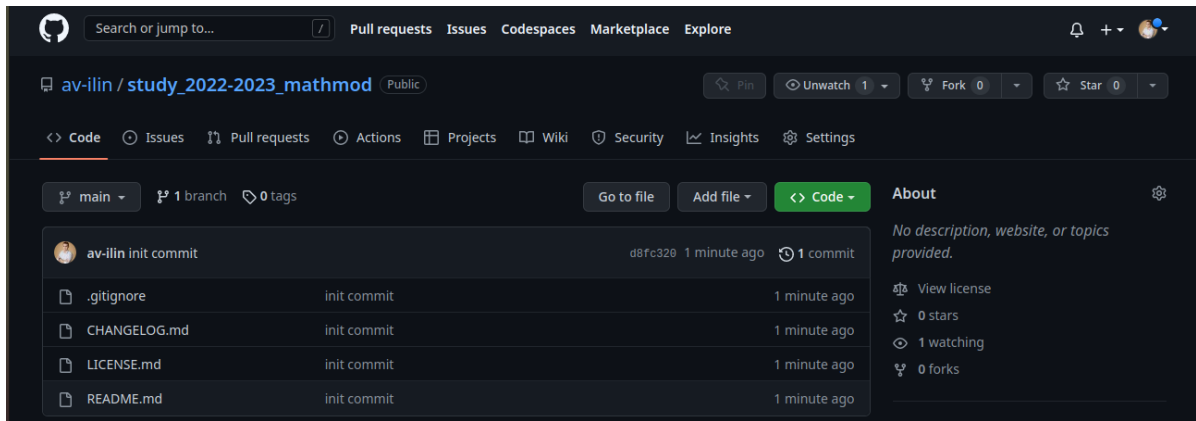 Search or jump to... / Pull requests Issues Codespaces Marketplace Explore
av-ilin / study_2022-2023_mathmod Public Pin Unwatch 1 Fork 0 Star 0
Code Issues Pull requests Actions Projects Wiki Security Insights Settings
main 1 branch 0 tags Go to file Add file Code About
No description, website, or topics
provided.
av-ilin init commit d8fc320 1 minute ago 1 commit
.gitignore init commit 1 minute ago
View license
0 stars
CHANGELOG.md init commit 1 minute ago
1 watching
LICENSE.md init commit 1 minute ago
0 forks
README.md init commit 1 minute ago